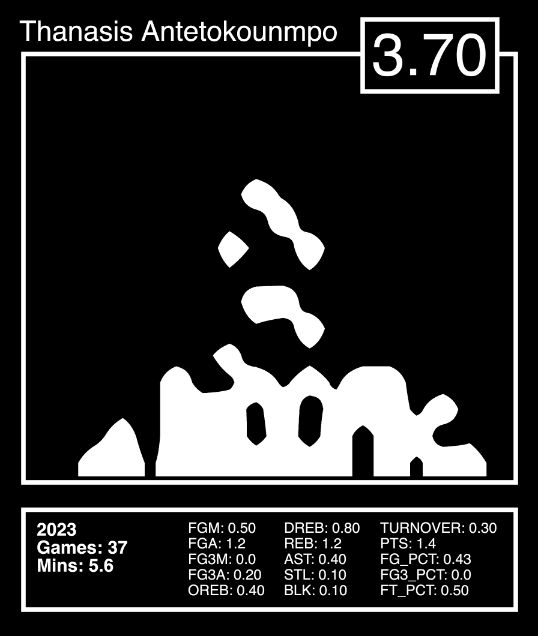 Thanasis Antetokounmpo
3.70
2023
Games: 37
Mins: 5.6
FGM: 0.50
FGA: 1.2
FG3M: 0.0
FG3A: 0.20
OREB: 0.40
DREB: 0.80
REB: 1.2
AST: 0.40
STL: 0.10
BLK: 0.10
TURNOVER: 0.30
PTS: 1.4
FG_PCT: 0.43
FG3_PCT: 0.0
FT_PCT: 0.50